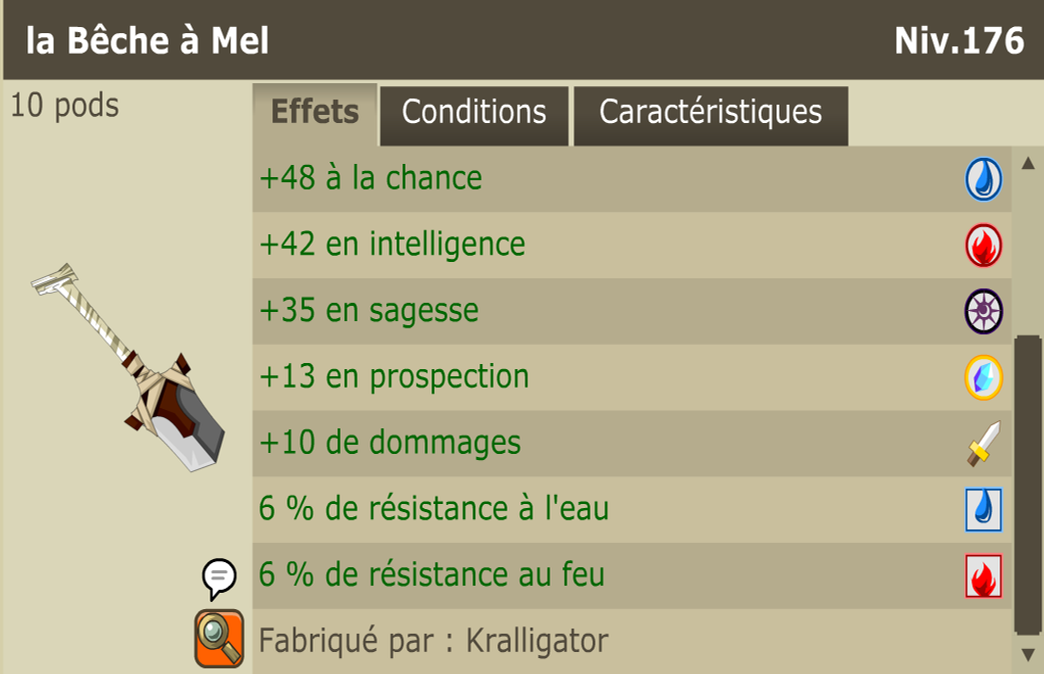 la Bêche à Mel
Niv.176
10 pods
Effets
Conditions
Caractéristiques
+48 à la chance
+42 en intelligence
+35 en sagesse
+13 en prospection
+10 de dommages
6 % de résistance à l'eau
6 % de résistance au feu
Fabriqué par : Kralligator